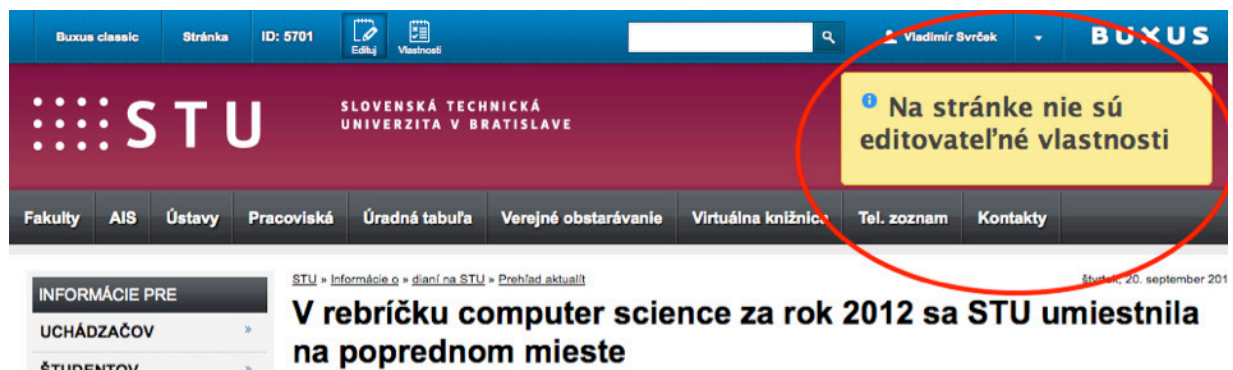 Buxus classic Stránka ID: 5701 Edituj Vlastnosti Vladimír Svrček BUXUS
STU
SLOVENSKÁ TECHNICKÁ
UNIVERZITA V BRATISLAVE
Na stránke nie sú
editovateľné vlastnosti
Fakulty AIS Ústavy Pracoviská Úradná tabuľa Verejné obstarávanie Virtuálna knižnica Tel. zoznam Kontakty
STU » Informácie o » dianí na STU » Prehľad aktualít
štvrtok, 20. september 201
INFORMÁCIE PRE
UCHÁDZAČOV »
ŠTUDENTOV »
V rebríčku computer science za rok 2012 sa STU umiestnila
na poprednom mieste